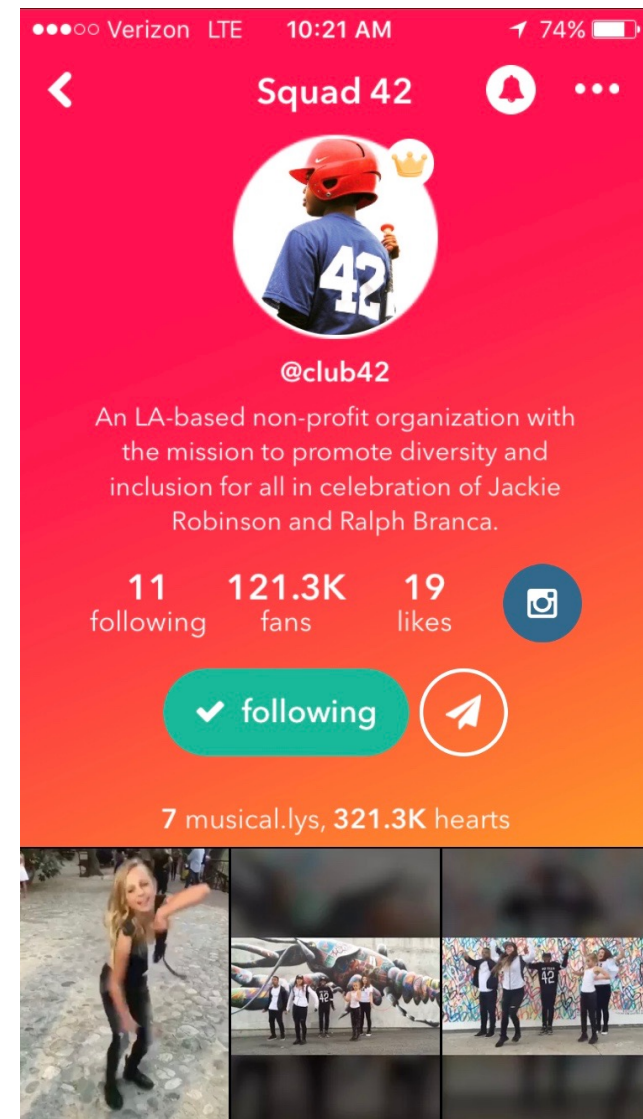 Verizon LTE 10:21 AM 74%
Squad 42
42
@club42
An LA-based non-profit organization with
the mission to promote diversity and
inclusion for all in celebration of Jackie
Robinson and Ralph Branca.
11 121.3K 19
following fans likes
following
7 musical.lys, 321.3K hearts
42
42